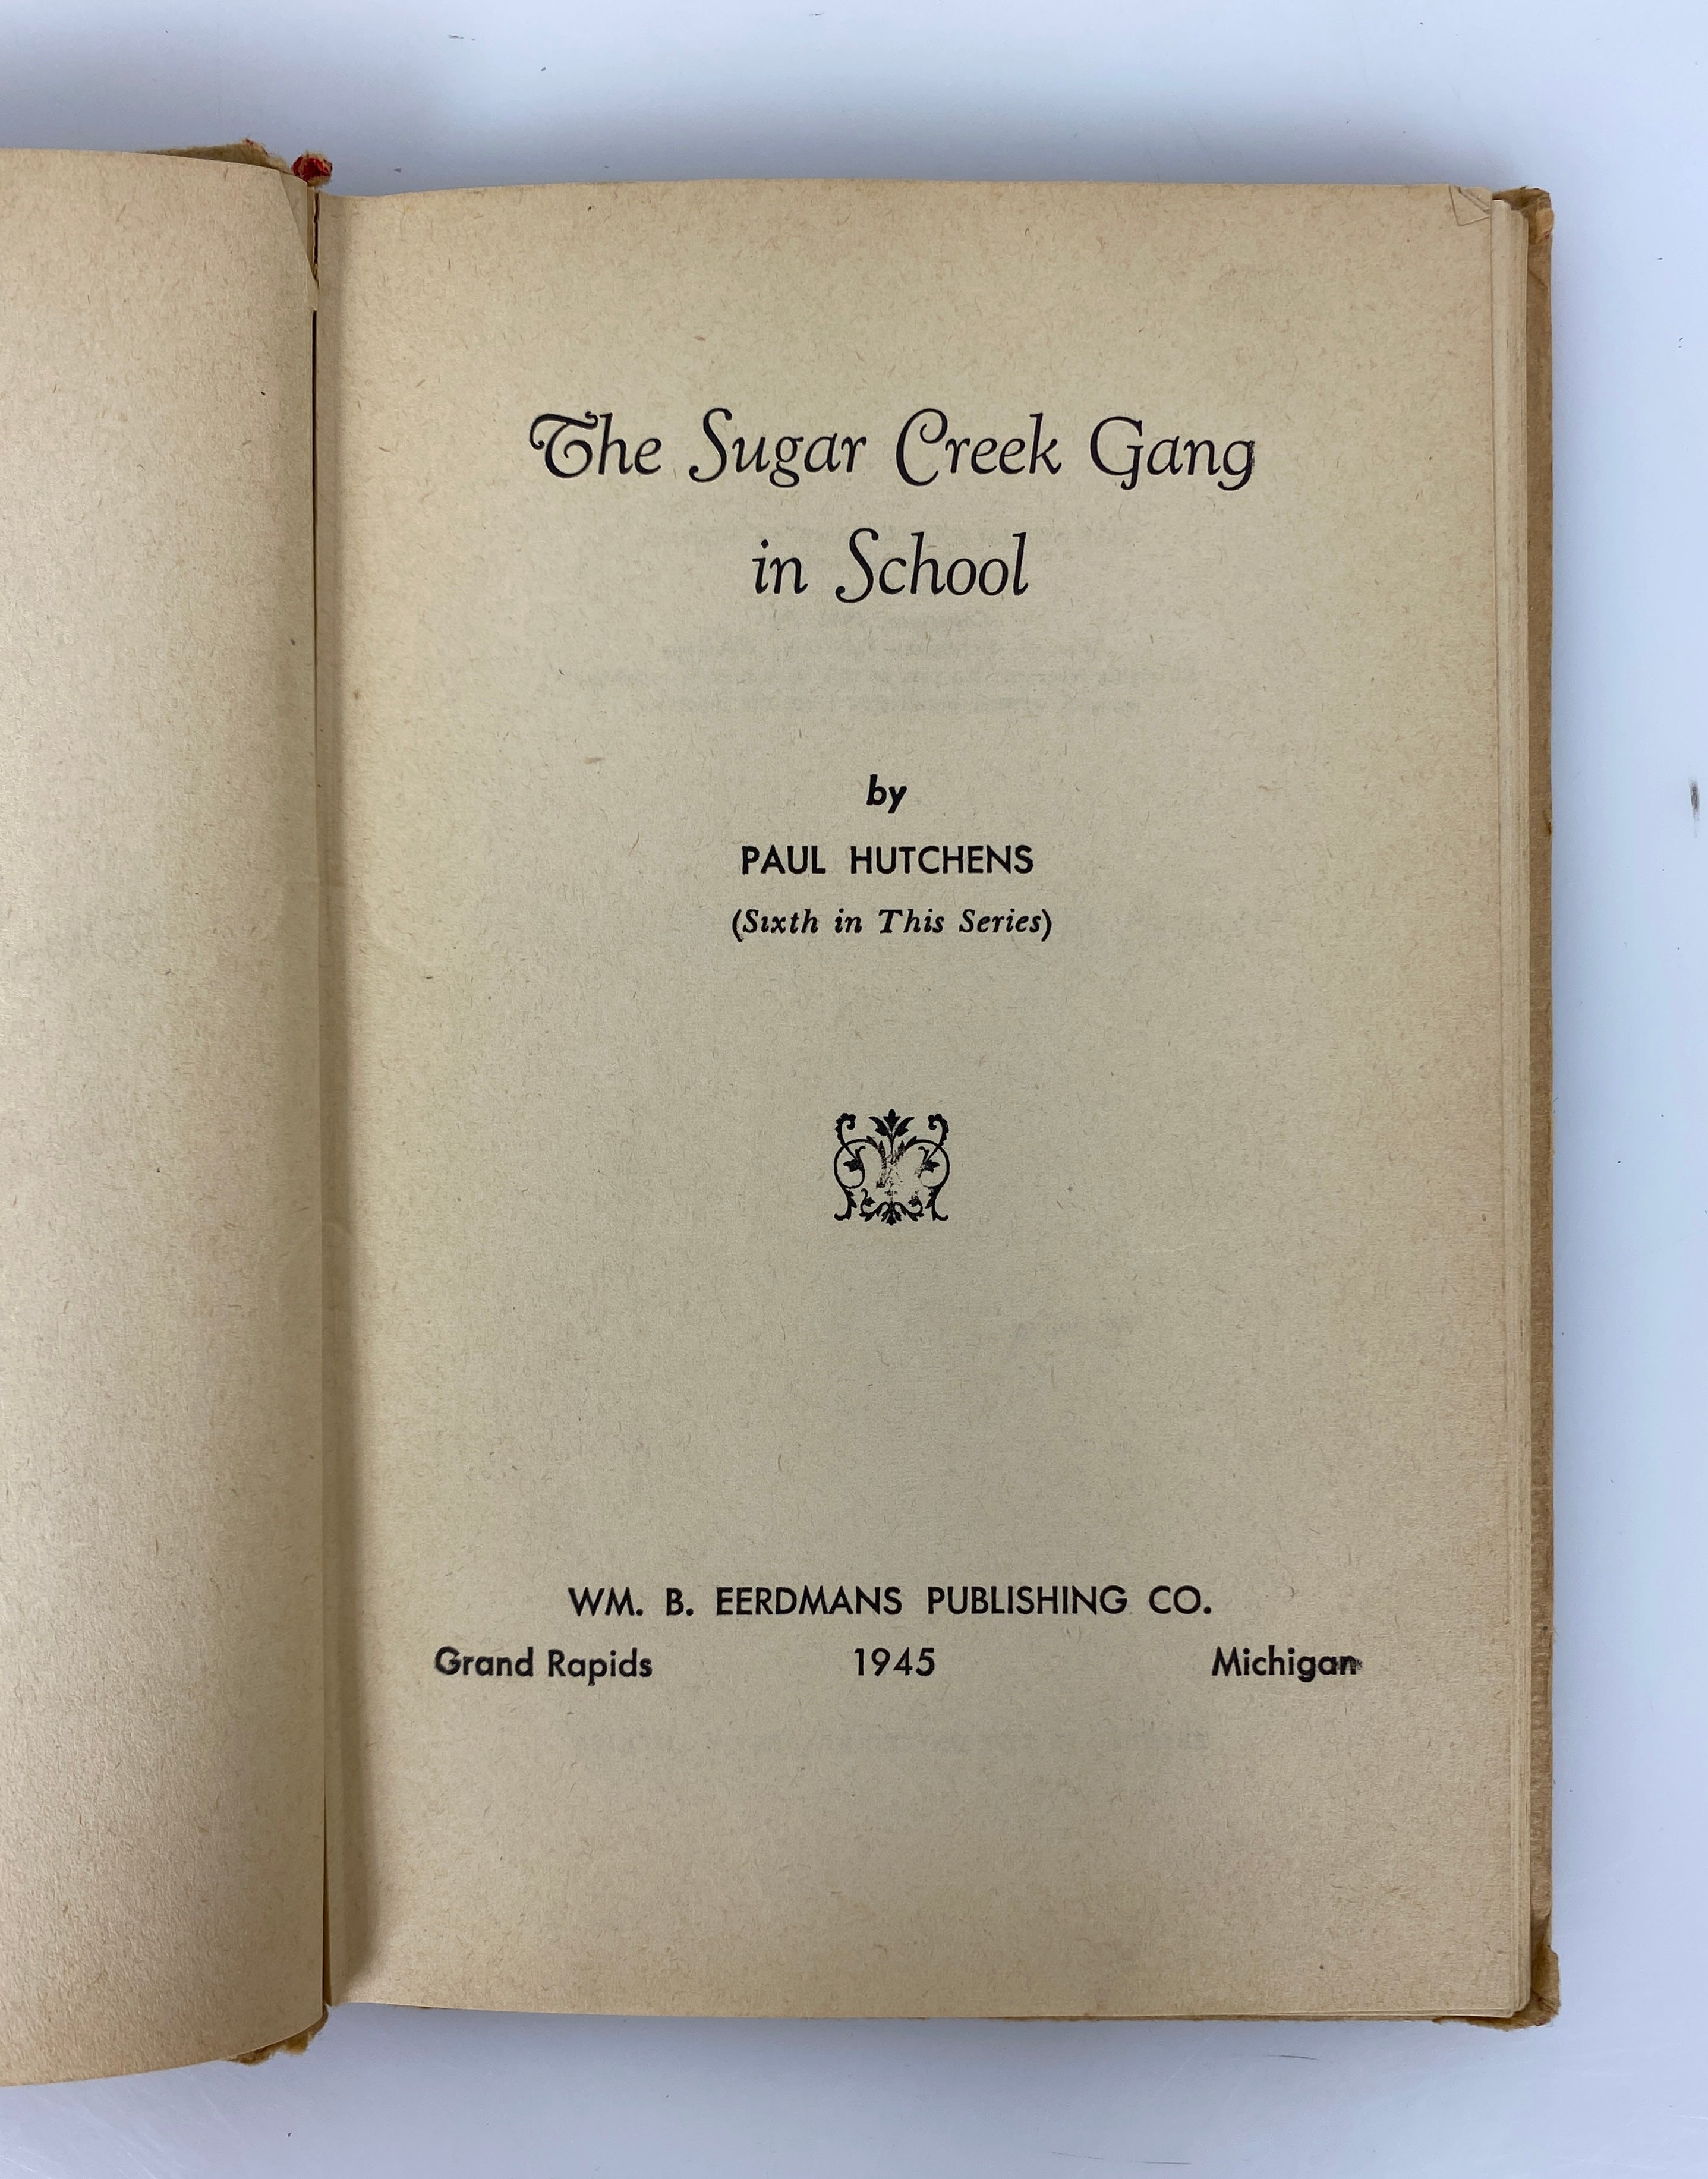 The Sugar Creek Gang
in School
by
PAUL HUTCHENS
(Sixth in This Series)
WM. B. EERDMANS PUBLISHING CO.
Grand Rapids 1945 Michigan